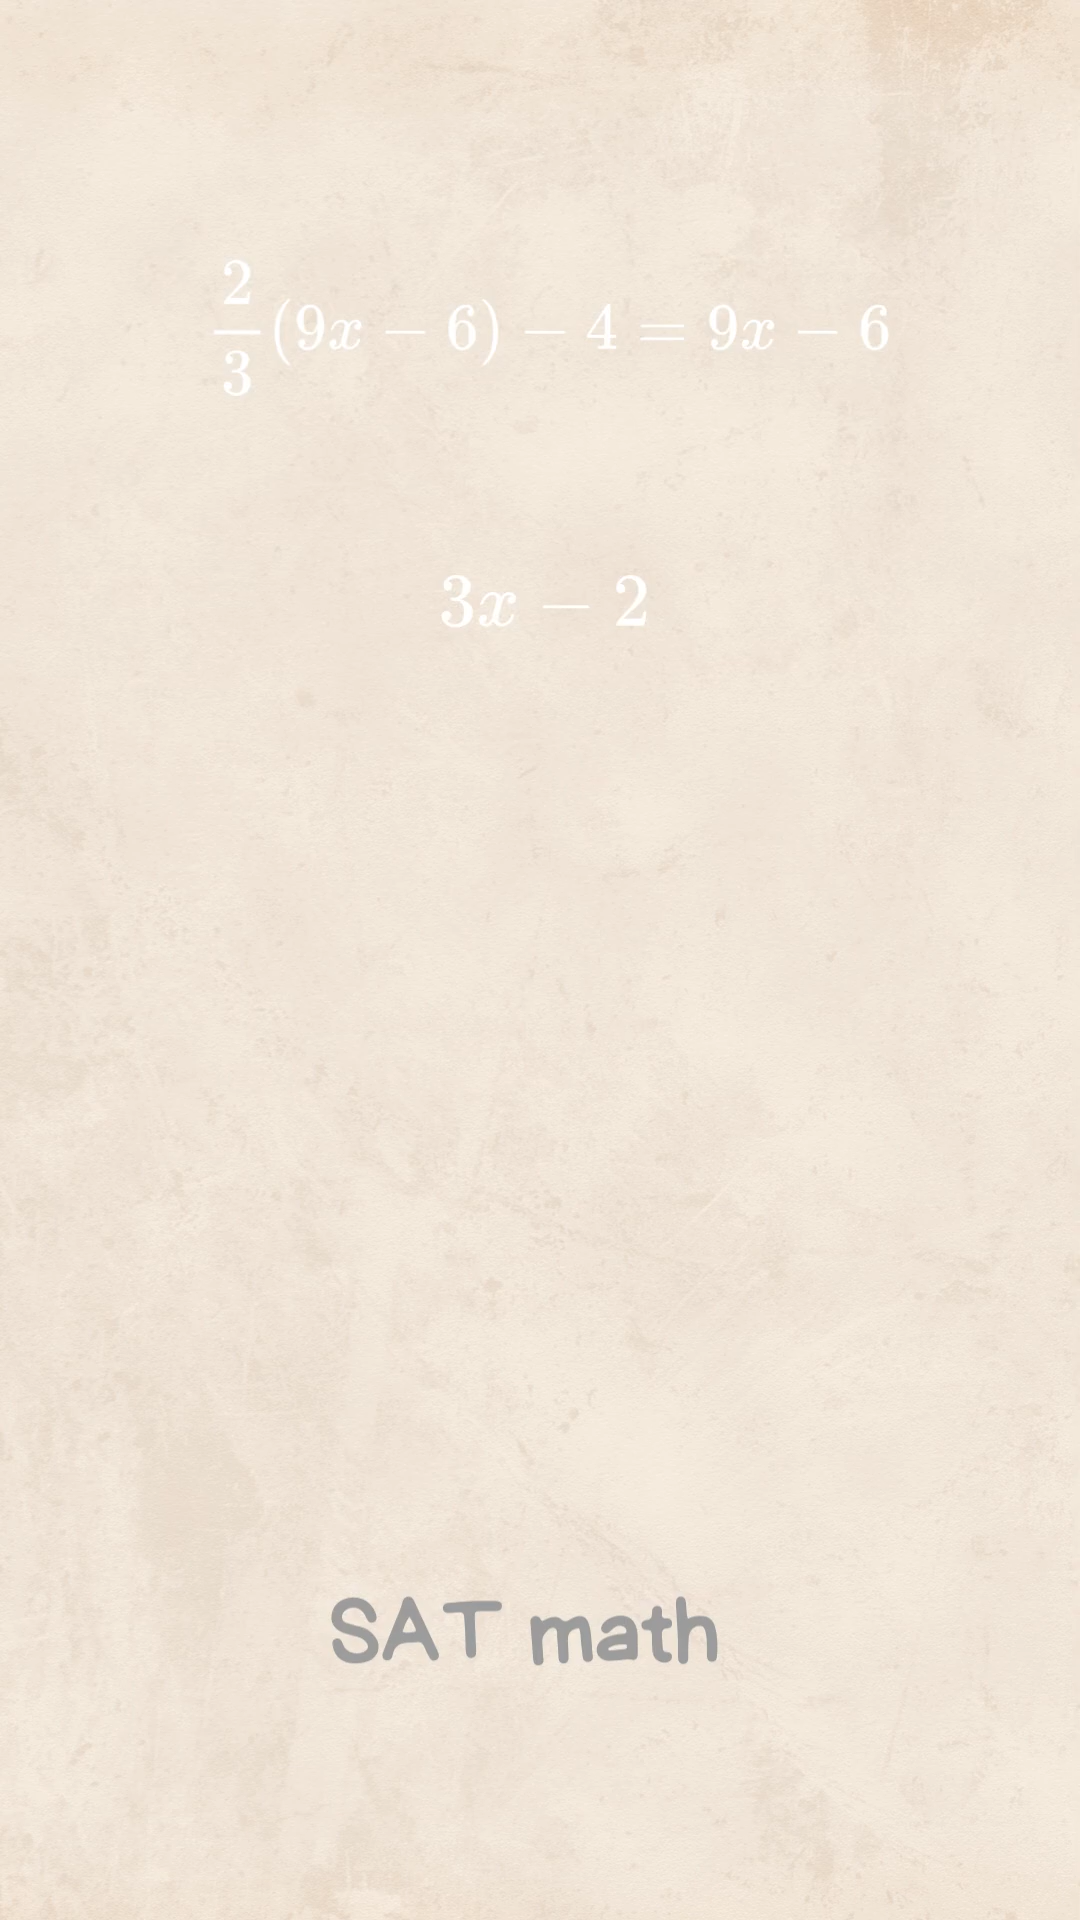 2/3 (9x − 6) − 4 = 9x − 6
3x − 2
SAT math